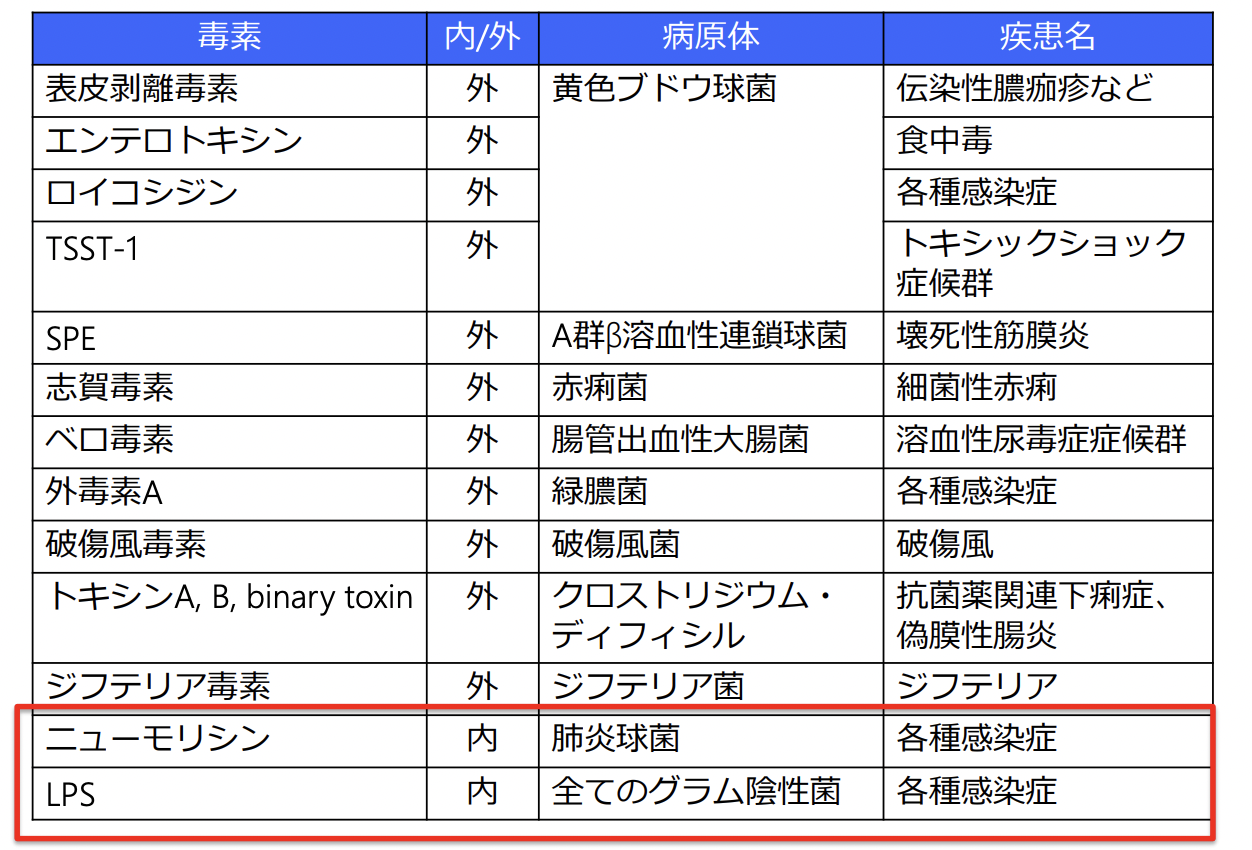 毒素 内/外 病原体 疾患名
表皮剥離毒素 外 黄色ブドウ球菌 伝染性膿痂疹など
エンテロトキシン 外 食中毒
ロイコシジン 外 各種感染症
TSST-1 外 トキシックショック
症候群
SPE 外 A群β溶血性連鎖球菌 壊死性筋膜炎
志賀毒素 外 赤痢菌 細菌性赤痢
ベロ毒素 外 腸管出血性大腸菌 溶血性尿毒症症候群
外毒素A 外 緑膿菌 各種感染症
破傷風毒素 外 破傷風菌 破傷風
トキシンA, B, binary toxin 外 クロストリジウム・ 抗菌薬関連下痢症、
ディフィシル 偽膜性腸炎
ジフテリア毒素 外 ジフテリア菌 ジフテリア
ニューモリシン 内 肺炎球菌 各種感染症
LPS 内 全てのグラム陰性菌 各種感染症